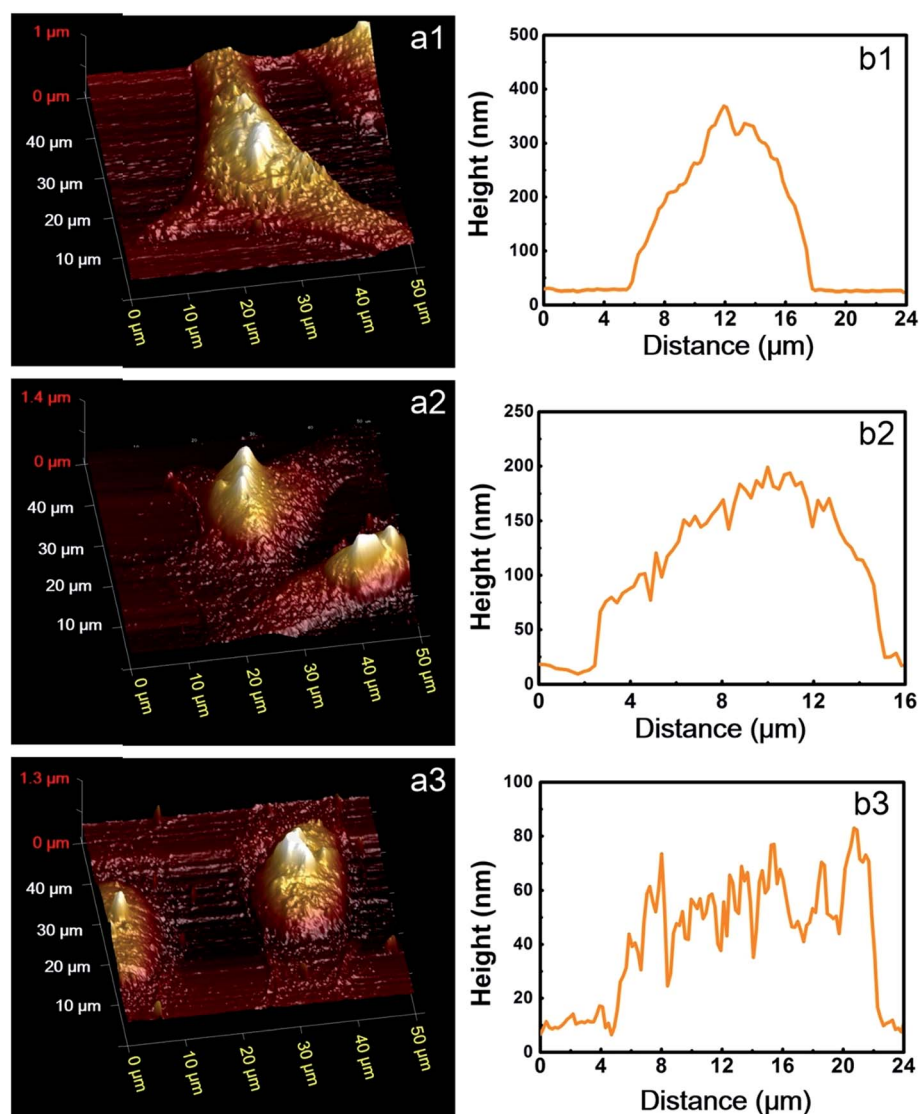 a1
1 µm
0 µm
40 µm
30 µm
20 µm
10 µm
0 µm
10 µm
20 µm
30 µm
40 µm
50 µm
b1
Height (nm)
500
400
300
200
100
0
0 4 8 12 16 20 24
Distance (µm)
a2
1.4 µm
0 µm
40 µm
30 µm
20 µm
10 µm
0 µm
10 µm
20 µm
30 µm
40 µm
50 µm
b2
Height (nm)
250
200
150
100
50
0
0 4 8 12 16
Distance (µm)
a3
1.3 µm
0 µm
40 µm
30 µm
20 µm
10 µm
0 µm
10 µm
20 µm
30 µm
40 µm
50 µm
b3
Height (nm)
100
80
60
40
20
0
0 4 8 12 16 20 24
Distance (µm)